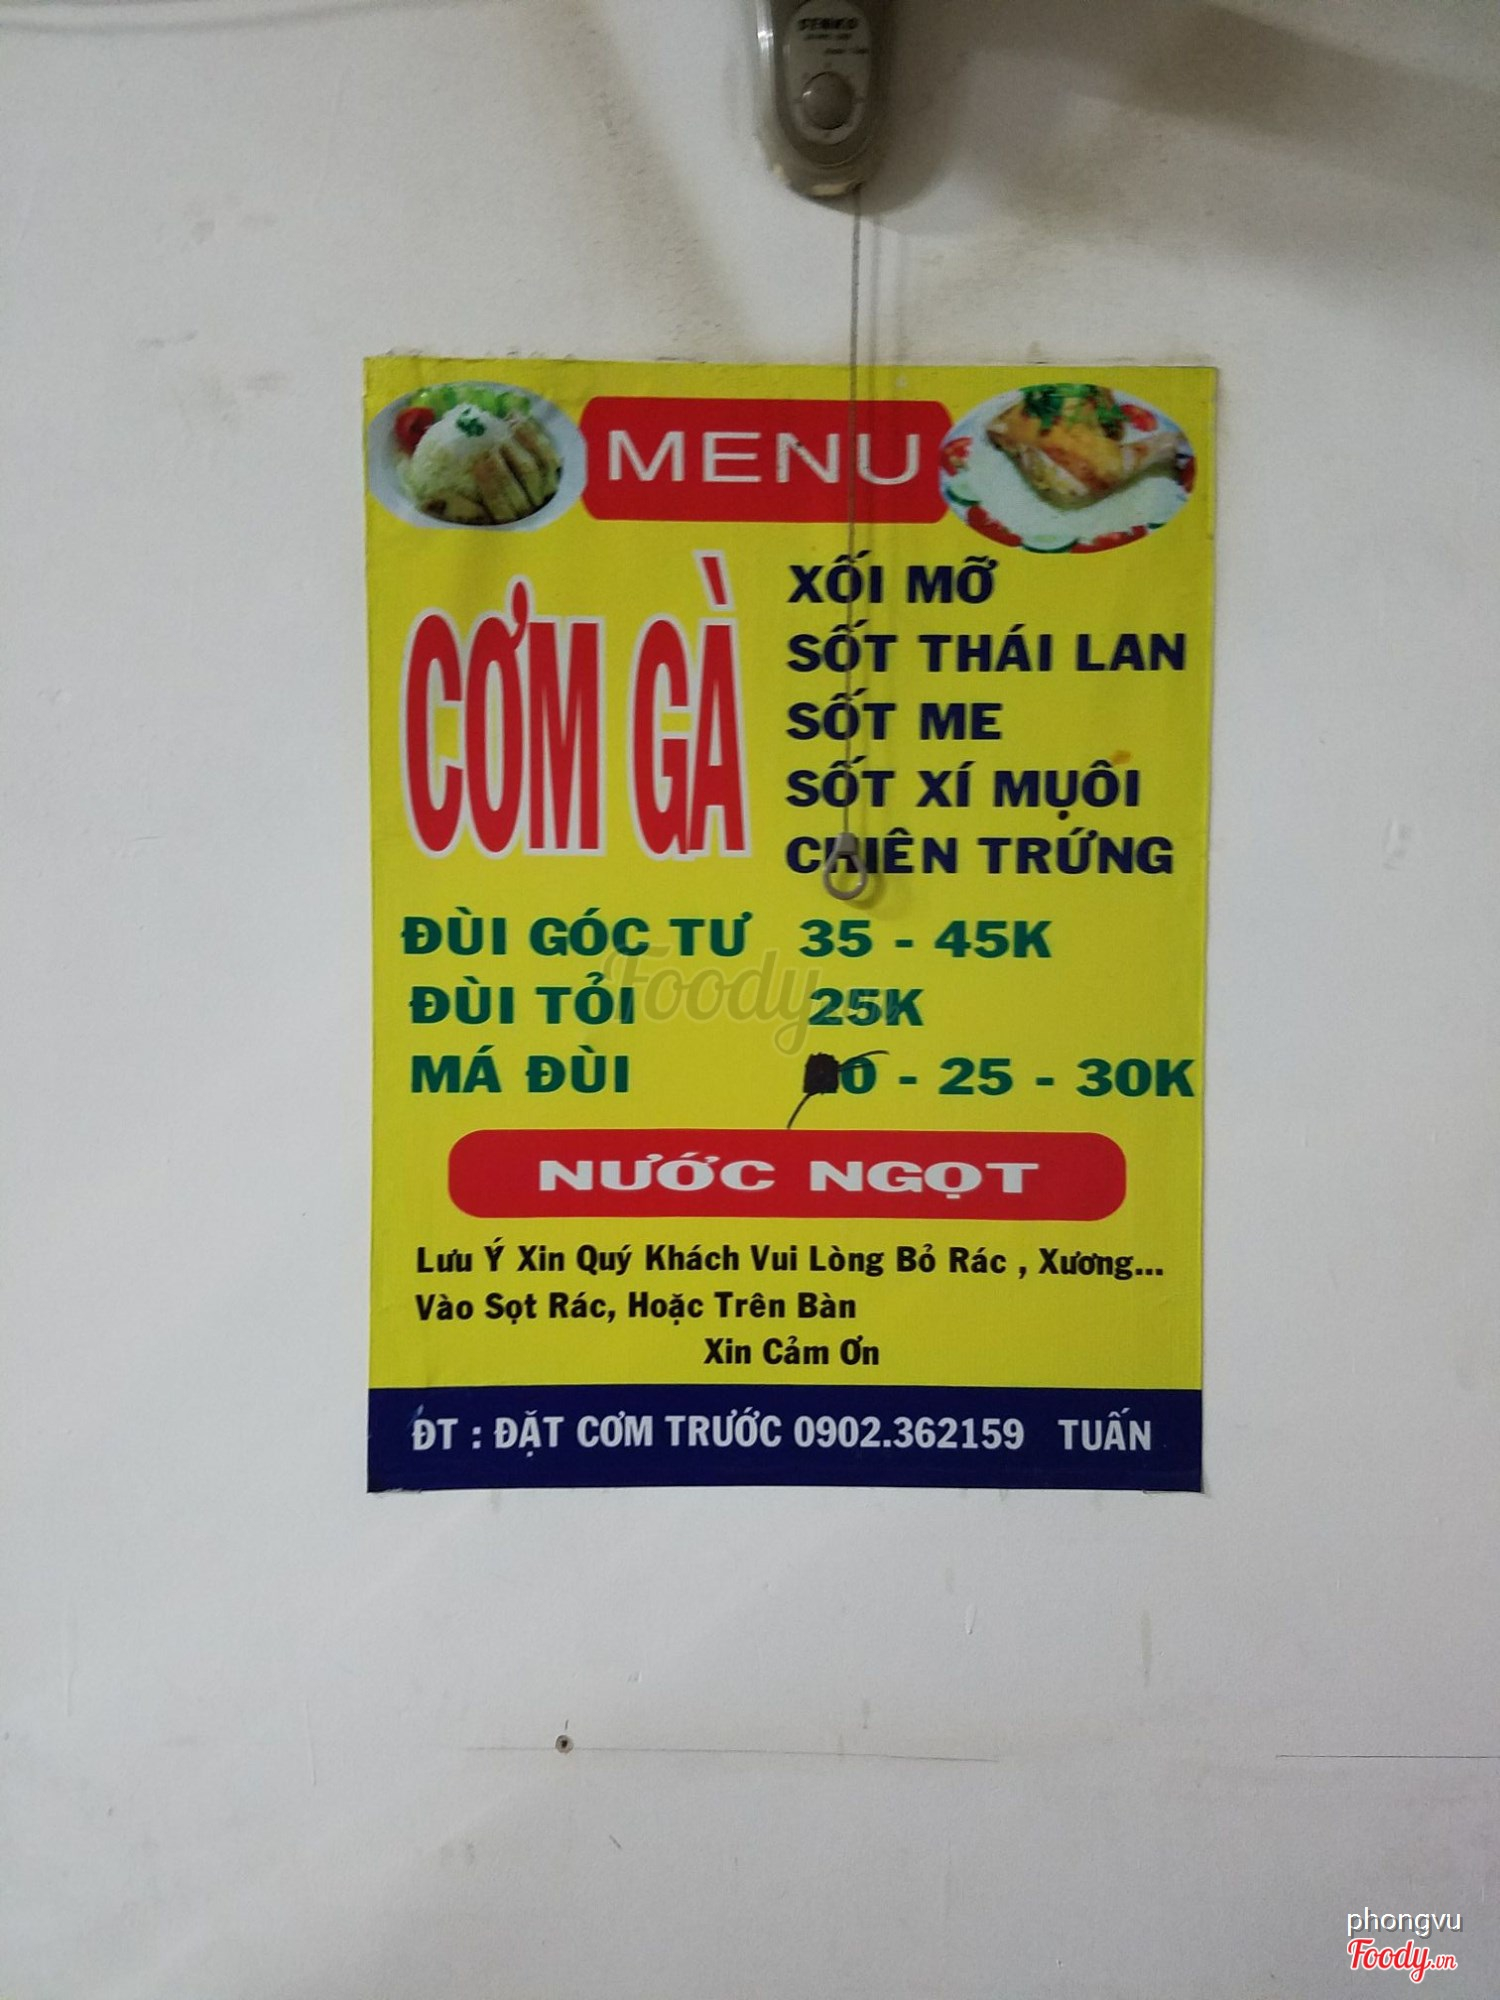 SENKO
MENU
CƠM GÀ
XỐI MỠ
SỐT THÁI LAN
SỐT ME
SỐT XÍ MUỘI
CHIÊN TRỨNG
ĐÙI GÓC TƯ 35 - 45K
ĐÙI TỎI 25K
MÁ ĐÙI 0 - 25 - 30K
NƯỚC NGỌT
Lưu Ý Xin Quý Khách Vui Lòng Bỏ Rác , Xương...
Vào Sọt Rác, Hoặc Trên Bàn
Xin Cảm Ơn
ĐT : ĐẶT CƠM TRƯỚC 0902.362159 TUẤN
Foody
phongvu
Foody.vn